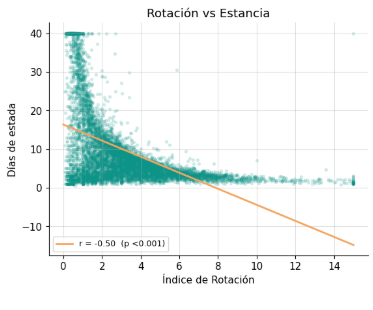 Rotación vs Estancia
Días de estada
40
30
20
10
0
−10
r = -0.50  (p <0.001)
0 2 4 6 8 10 12 14
Índice de Rotación